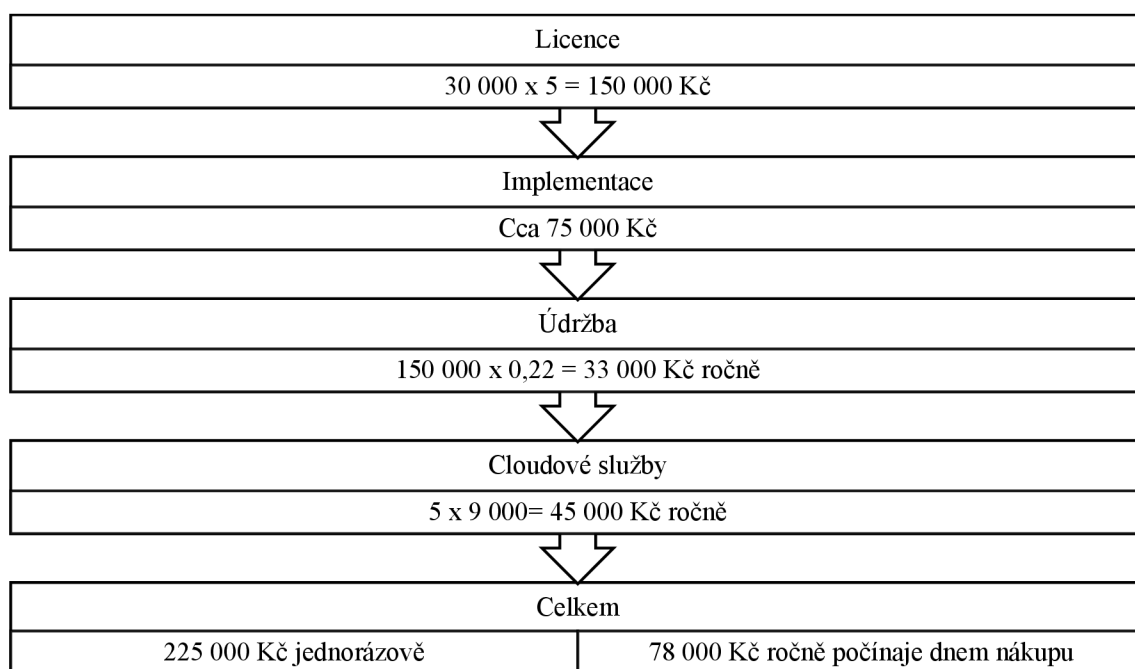 Licence
30 000 x 5 = 150 000 Kč
Implementace
Cca 75 000 Kč
Údržba
150 000 x 0,22 = 33 000 Kč ročně
Cloudové služby
5 x 9 000= 45 000 Kč ročně
Celkem
225 000 Kč jednorázově
78 000 Kč ročně počínaje dnem nákupu